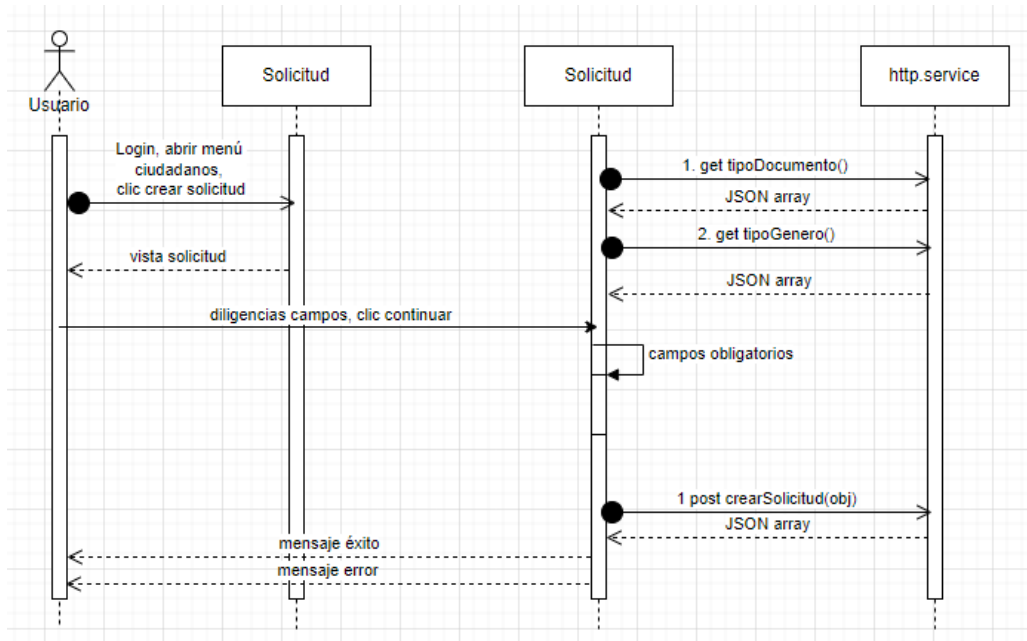 Usuario
Solicitud
Solicitud
http.service
Login, abrir menú
ciudadanos,
clic crear solicitud
1. get tipoDocumento()
JSON array
2. get tipoGenero()
vista solicitud
JSON array
diligencias campos, clic continuar
campos obligatorios
1 post crearSolicitud(obj)
JSON array
mensaje éxito
mensaje error